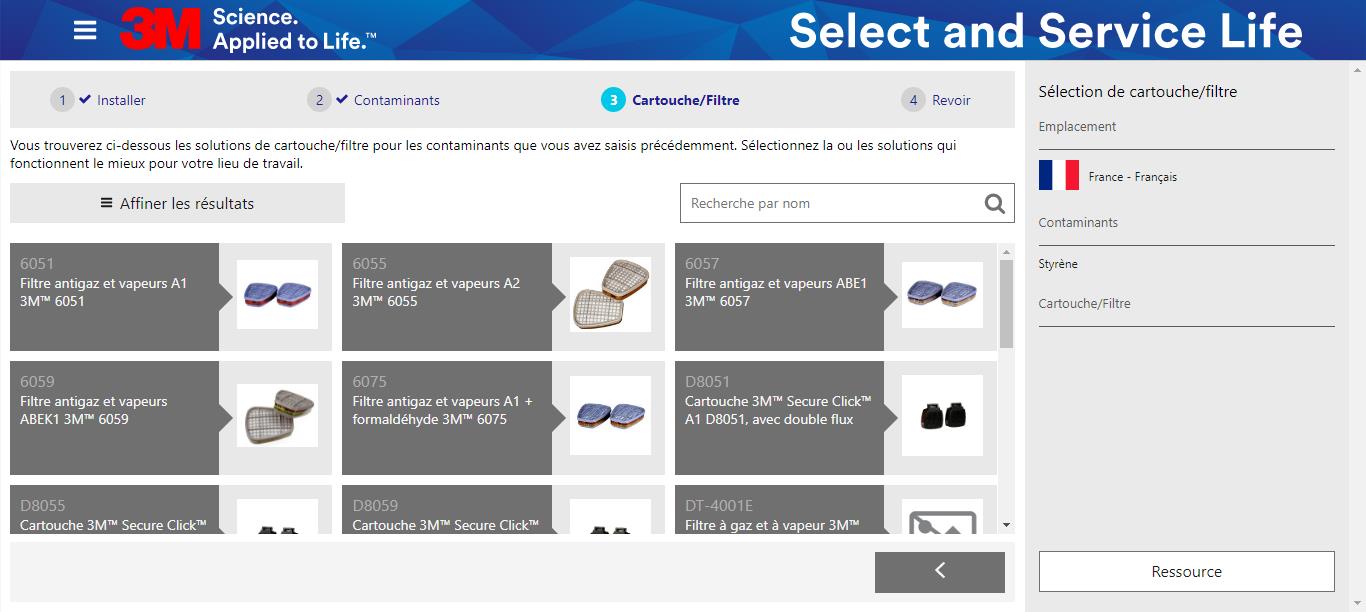 3M Science.
Applied to Life.™
Select and Service Life
1 Installer
2 Contaminants
3 Cartouche/Filtre
4 Revoir
Vous trouverez ci-dessous les solutions de cartouche/filtre pour les contaminants que vous avez saisis précédemment. Sélectionnez la ou les solutions qui
fonctionnent le mieux pour votre lieu de travail.
Affiner les résultats
Recherche par nom
6051
Filtre antigaz et vapeurs A1
3M™ 6051
6055
Filtre antigaz et vapeurs A2
3M™ 6055
6057
Filtre antigaz et vapeurs ABE1
3M™ 6057
6059
Filtre antigaz et vapeurs
ABEK1 3M™ 6059
6075
Filtre antigaz et vapeurs A1 +
formaldéhyde 3M™ 6075
D8051
Cartouche 3M™ Secure Click™
A1 D8051, avec double flux
D8055
Cartouche 3M™ Secure Click™
D8059
Cartouche 3M™ Secure Click™
DT-4001E
Filtre à gaz et à vapeur 3M™
Sélection de cartouche/filtre
Emplacement
France - Français
Contaminants
Styrène
Cartouche/Filtre
Ressource